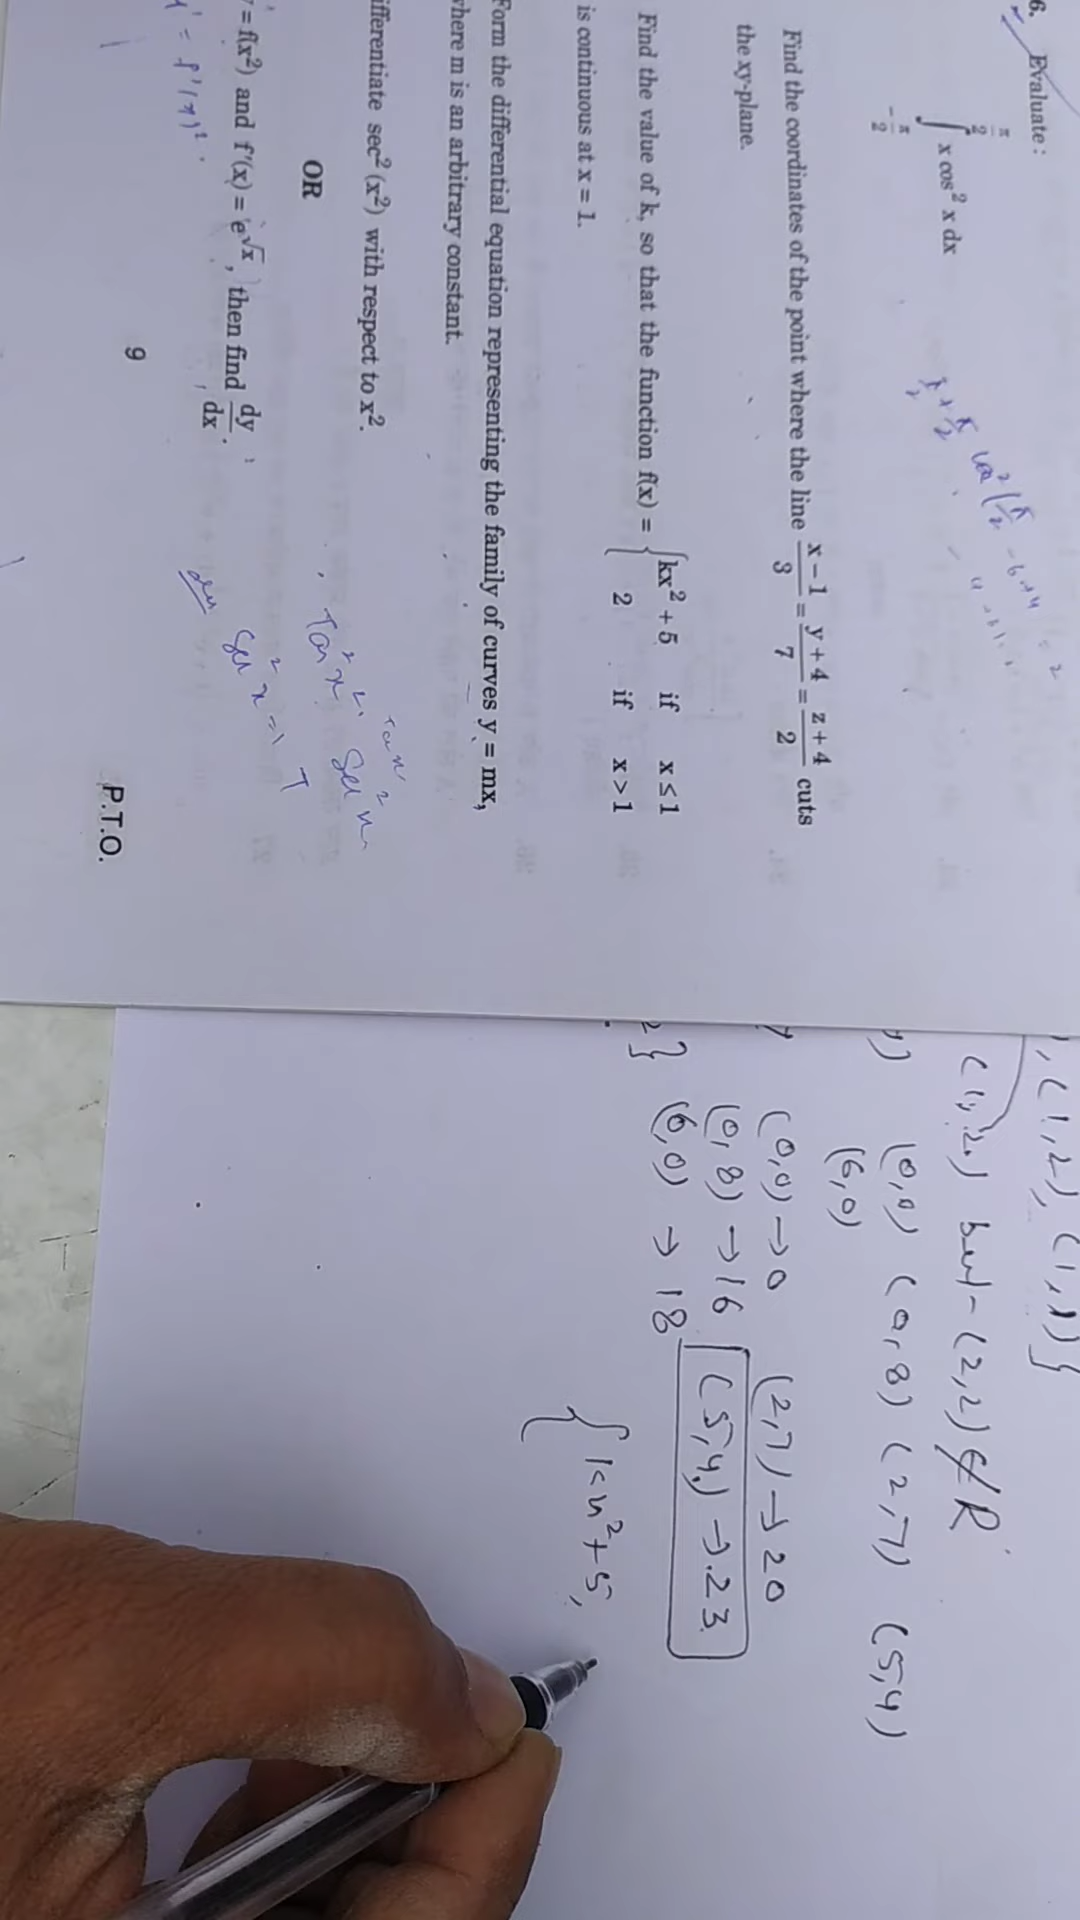 6. Evaluate :
π/2
∫ x cos² x dx
-π/2
Find the coordinates of the point where the line (x – 1)/3 = (y + 4)/7 = (z + 4)/2 cuts
the xy-plane.
Find the value of k, so that the function f(x) = { kx² + 5 if x ≤ 1
2 if x > 1
is continuous at x = 1.
Form the differential equation representing the family of curves y = mx,
where m is an arbitrary constant.
ifferentiate sec² (x²) with respect to x².
OR
= f(x²) and f'(x) = e^√x, then find dy/dx.
9
P.T.O.
, (1,2), (1,1)}
(1,2) but (2,2) ∉ R
(0,0) (0,8) (2,7) (5,4)
(6,0)
(0,0) → 0 (2,7) → 20
(0,8) → 16 (5,4) → 23
(6,0) → 18
{ kx² + 5,